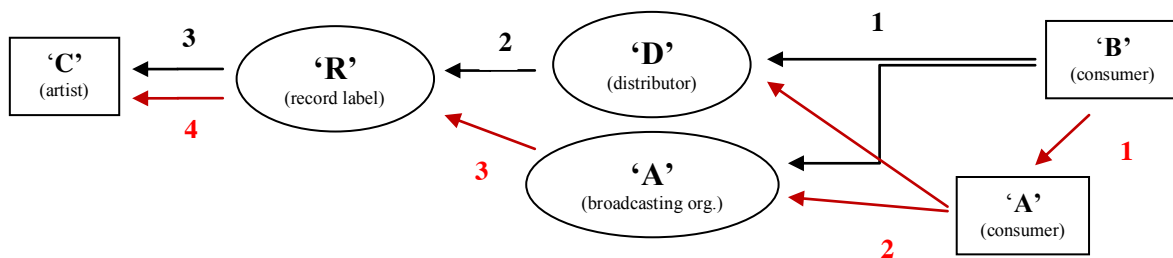 1
3
2
‘C’
(artist)
‘R’
(record label)
‘D’
(distributor)
‘B’
(consumer)
4
3
‘A’
(broadcasting org.)
1
‘A’
(consumer)
2